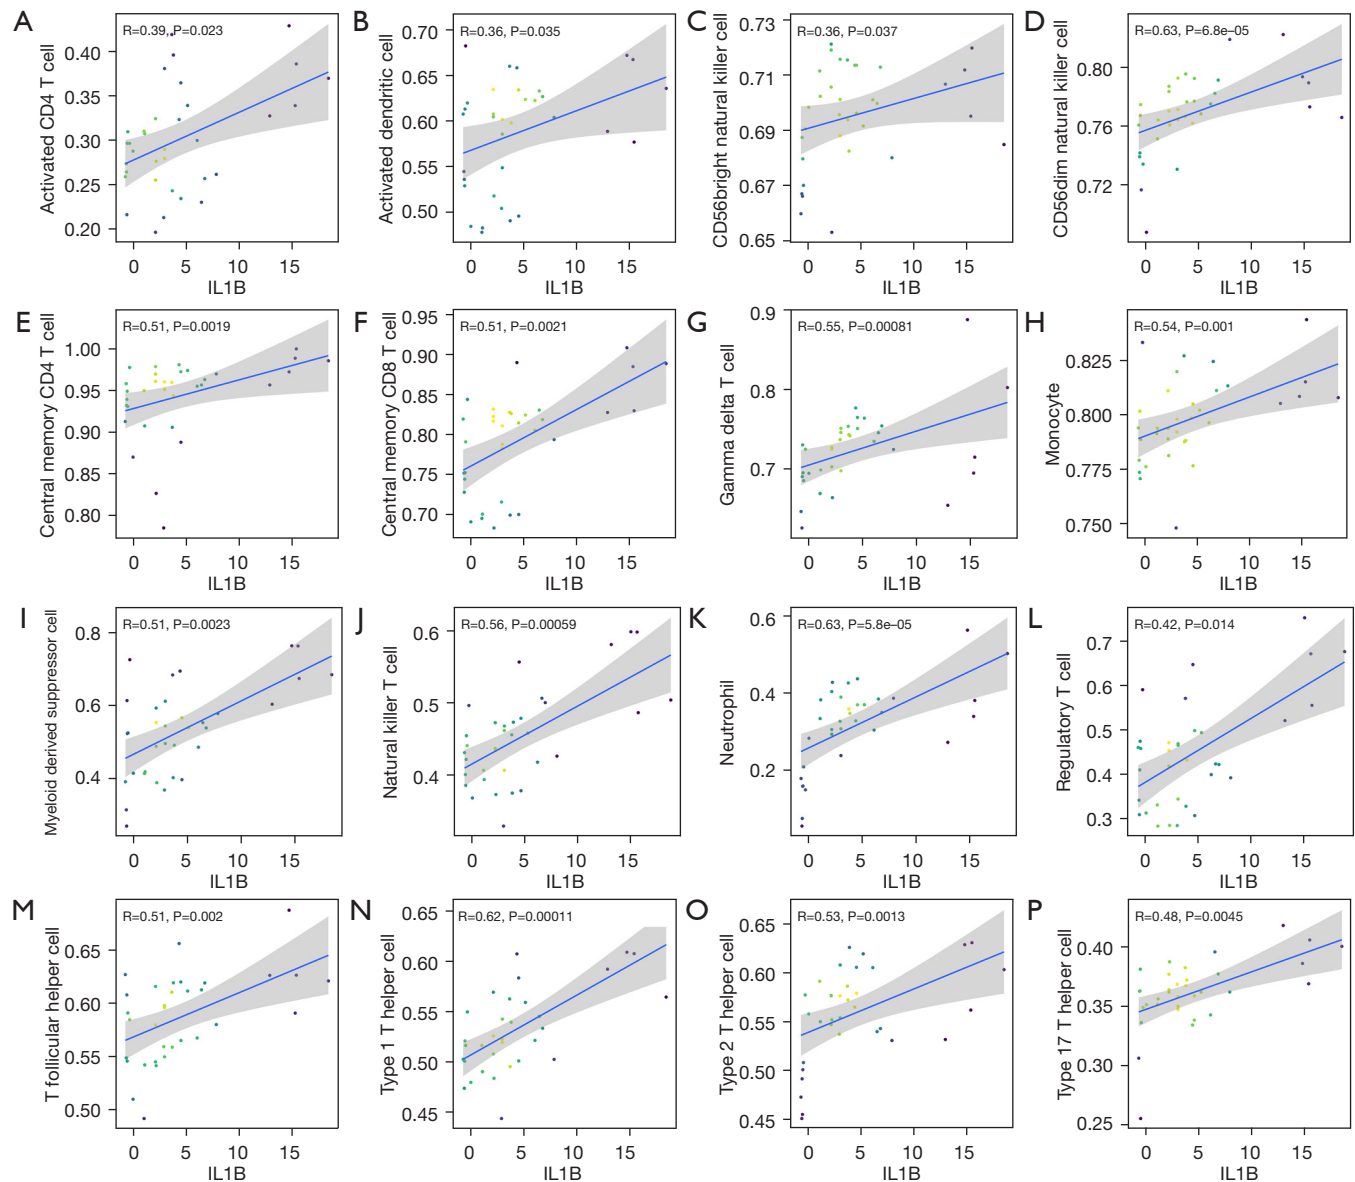 A
R=0.39, P=0.023
Activated CD4 T cell
0.40
0.35
0.30
0.25
0.20
0 5 10 15
IL1B
B
R=0.36, P=0.035
Activated dendritic cell
0.70
0.65
0.60
0.55
0.50
0 5 10 15
IL1B
C
R=0.36, P=0.037
CD56bright natural killer cell
0.73
0.71
0.69
0.67
0.65
0 5 10 15
IL1B
D
R=0.63, P=6.8e–05
CD56dim natural killer cell
0.80
0.76
0.72
0 5 10 15
IL1B
E
R=0.51, P=0.0019
Central memory CD4 T cell
1.00
0.95
0.90
0.85
0.80
0 5 10 15
IL1B
F
R=0.51, P=0.0021
Central memory CD8 T cell
0.95
0.90
0.85
0.80
0.75
0.70
0 5 10 15
IL1B
G
R=0.55, P=0.00081
Gamma delta T cell
0.9
0.8
0.7
0 5 10 15
IL1B
H
R=0.54, P=0.001
Monocyte
0.825
0.800
0.775
0.750
0 5 10 15
IL1B
I
R=0.51, P=0.0023
Myeloid derived suppressor cell
0.8
0.6
0.4
0 5 10 15
IL1B
J
R=0.56, P=0.00059
Natural killer T cell
0.6
0.5
0.4
0 5 10 15
IL1B
K
R=0.63, P=5.8e–05
Neutrophil
0.6
0.4
0.2
0 5 10 15
IL1B
L
R=0.42, P=0.014
Regulatory T cell
0.7
0.6
0.5
0.4
0.3
0 5 10 15
IL1B
M
R=0.51, P=0.002
T follicular helper cell
0.65
0.60
0.55
0.50
0 5 10 15
IL1B
N
R=0.62, P=0.00011
Type 1 T helper cell
0.65
0.60
0.55
0.50
0.45
0 5 10 15
IL1B
O
R=0.53, P=0.0013
Type 2 T helper cell
0.65
0.60
0.55
0.50
0.45
0 5 10 15
IL1B
P
R=0.48, P=0.0045
Type 17 T helper cell
0.40
0.35
0.30
0.25
0 5 10 15
IL1B